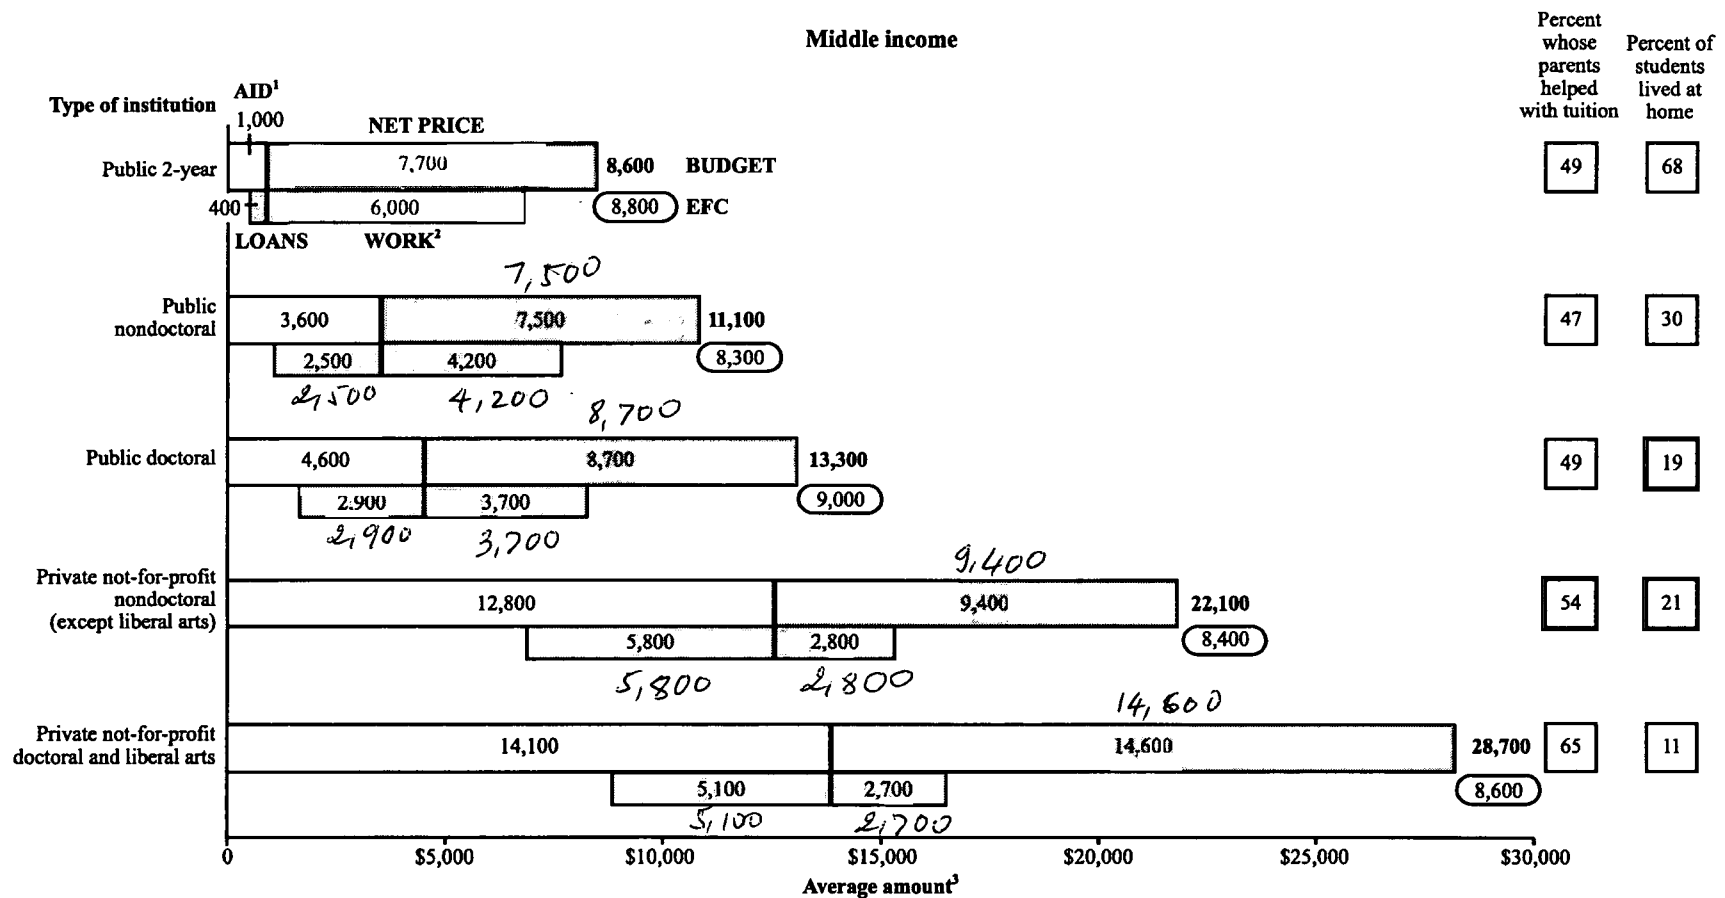 Middle income
Percent whose parents helped with tuition
Percent of students lived at home
Type of institution
AID¹
1,000
NET PRICE
Public 2-year
7,700
8,600 BUDGET
49
68
400
6,000
8,800 EFC
LOANS WORK²
7,500
Public nondoctoral
3,600
7,500
11,100
47
30
2,500
4,200
8,300
2,500
4,200
8,700
Public doctoral
4,600
8,700
13,300
49
19
2,900
3,700
9,000
2,900
3,700
9,400
Private not-for-profit
nondoctoral
(except liberal arts)
12,800
9,400
22,100
54
21
5,800
2,800
8,400
5,800
2,800
14,600
Private not-for-profit
doctoral and liberal arts
14,100
14,600
28,700
65
11
5,100
2,700
8,600
5,100
2,700
0 $5,000 $10,000 $15,000 $20,000 $25,000 $30,000
Average amount³